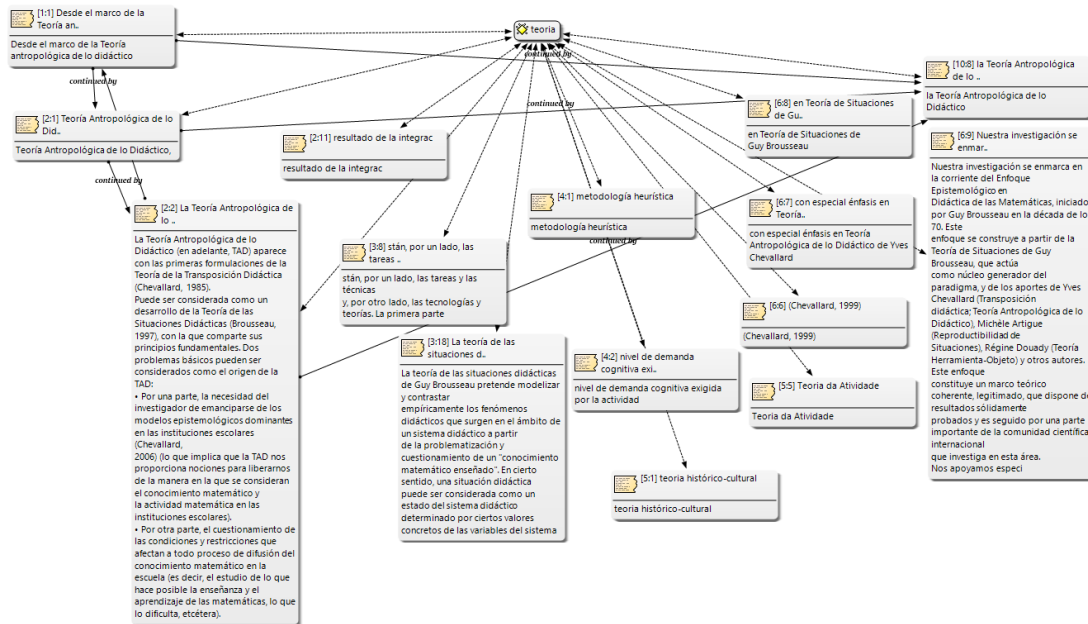 [1:1] Desde el marco de la
Teoría an..
Desde el marco de la Teoría
antropológica de lo didáctico
teoria
continued by
[10:8] la Teoría Antropológica
de lo ..
la Teoría Antropológica de lo
Didáctico
continued by
continued by
[2:1] Teoría Antropológica de lo
Did..
Teoría Antropológica de lo Didáctico,
[6:8] en Teoría de Situaciones
de Gu..
en Teoría de Situaciones de
Guy Brousseau
[2:11] resultado de la integrac
resultado de la integrac
[6:9] Nuestra investigación se
enmar..
Nuestra investigación se enmarca en
la corriente del Enfoque
Epistemológico en
Didáctica de las Matemáticas, iniciado
por Guy Brousseau en la década de lo
70. Este
enfoque se construye a partir de la
Teoría de Situaciones de Guy
Brousseau, que actúa
como núcleo generador del
paradigma, y de los aportes de Yves
Chevallard (Transposición
didáctica; Teoría Antropológica de lo
Didáctico), Michèle Artigue
(Reproductibilidad de
Situaciones), Régine Douady (Teoría
Herramienta-Objeto) y otros autores.
Este enfoque
constituye un marco teórico
coherente, legitimado, que dispone de
resultados sólidamente
probados y es seguido por una parte
importante de la comunidad científica
internacional
que investiga en esta área.
Nos apoyamos especi
continued by
[2:2] La Teoría Antropológica de
lo ..
La Teoría Antropológica de lo
Didáctico (en adelante, TAD) aparece
con las primeras formulaciones de la
Teoría de la Transposición Didáctica
(Chevallard, 1985).
Puede ser considerada como un
desarrollo de la Teoría de las
Situaciones Didácticas (Brousseau,
1997), con la que comparte sus
principios fundamentales. Dos
problemas básicos pueden ser
considerados como el origen de la
TAD:
• Por una parte, la necesidad del
investigador de emanciparse de los
modelos epistemológicos dominantes
en las instituciones escolares
(Chevallard,
2006) (lo que implica que la TAD nos
proporciona nociones para liberarnos
de la manera en la que se consideran
el conocimiento matemático y
la actividad matemática en las
instituciones escolares).
• Por otra parte, el cuestionamiento de
las condiciones y restricciones que
afectan a todo proceso de difusión del
conocimiento matemático en la
escuela (es decir, el estudio de lo que
hace posible la enseñanza y el
aprendizaje de las matemáticas, lo que
lo dificulta, etcétera).
[4:1] metodología heurística
metodología heurística
continued by
[6:7] con especial énfasis en
Teoría..
con especial énfasis en Teoría
Antropológica de lo Didáctico de Yves
Chevallard
[3:8] stán, por un lado, las
tareas ..
stán, por un lado, las tareas y las
técnicas
y, por otro lado, las tecnologías y
teorías. La primera parte
[6:6] (Chevallard, 1999)
(Chevallard, 1999)
[3:18] La teoría de las
situaciones d..
La teoría de las situaciones didácticas
de Guy Brousseau pretende modelizar
y contrastar
empíricamente los fenómenos
didácticos que surgen en el ámbito de
un sistema didáctico a partir
de la problematización y
cuestionamiento de un "conocimiento
matemático enseñado". En cierto
sentido, una situación didáctica
puede ser considerada como un
estado del sistema didáctico
determinado por ciertos valores
concretos de las variables del sistema
[4:2] nivel de demanda
cognitiva exi..
nivel de demanda cognitiva exigida
por la actividad
[5:5] Teoria da Atividade
Teoria da Atividade
[5:1] teoria histórico-cultural
teoria histórico-cultural